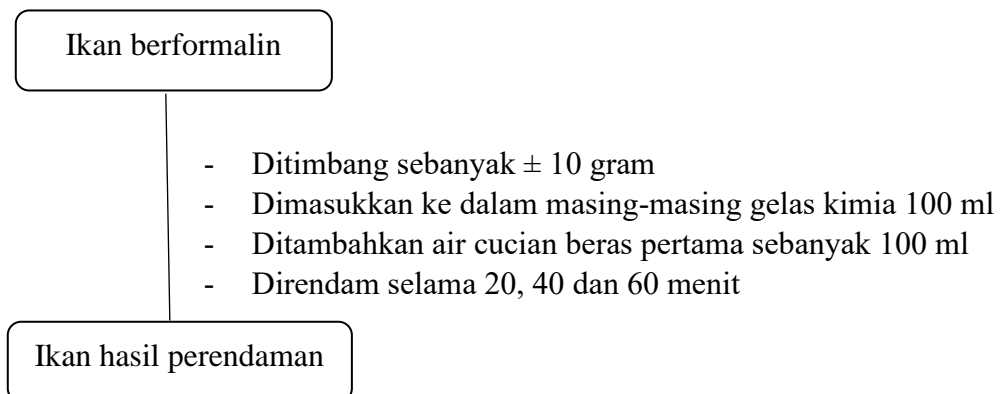 Ikan berformalin
- Ditimbang sebanyak ± 10 gram
- Dimasukkan ke dalam masing-masing gelas kimia 100 ml
- Ditambahkan air cucian beras pertama sebanyak 100 ml
- Direndam selama 20, 40 dan 60 menit
Ikan hasil perendaman